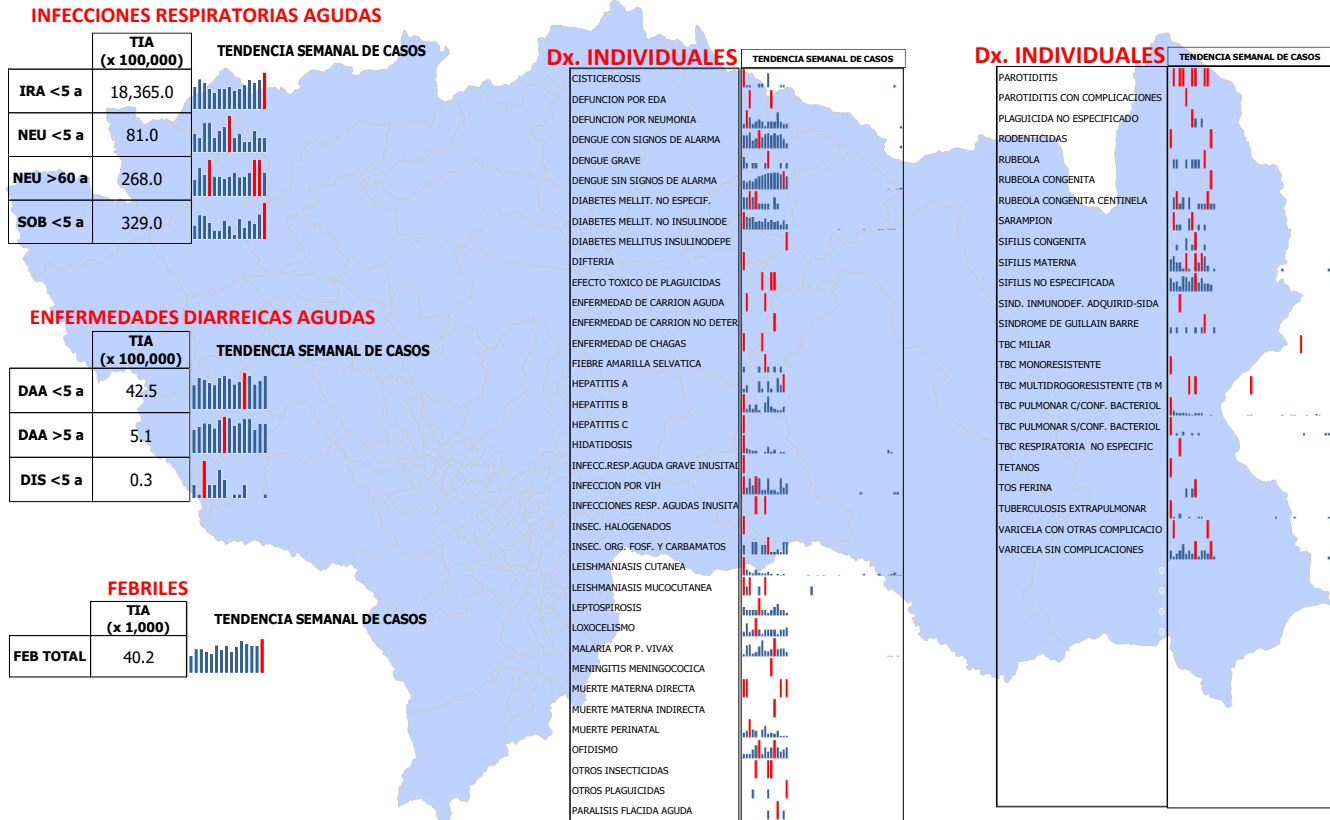 INFECCIONES RESPIRATORIAS AGUDAS
TIA
(x 100,000)
TENDENCIA SEMANAL DE CASOS
IRA <5 a 18,365.0
NEU <5 a 81.0
NEU >60 a 268.0
SOB <5 a 329.0
ENFERMEDADES DIARREICAS AGUDAS
TIA
(x 100,000)
TENDENCIA SEMANAL DE CASOS
DAA <5 a 42.5
DAA >5 a 5.1
DIS <5 a 0.3
FEBRILES
TIA
(x 1,000)
TENDENCIA SEMANAL DE CASOS
FEB TOTAL 40.2
Dx. INDIVIDUALES TENDENCIA SEMANAL DE CASOS
CISTICERCOSIS
DEFUNCION POR EDA
DEFUNCION POR NEUMONIA
DENGUE CON SIGNOS DE ALARMA
DENGUE GRAVE
DENGUE SIN SIGNOS DE ALARMA
DIABETES MELLIT. NO ESPECIF.
DIABETES MELLIT. NO INSULINODE
DIABETES MELLITUS INSULINODEPE
DIFTERIA
EFECTO TOXICO DE PLAGUICIDAS
ENFERMEDAD DE CARRION AGUDA
ENFERMEDAD DE CARRION NO DETER
ENFERMEDAD DE CHAGAS
FIEBRE AMARILLA SELVATICA
HEPATITIS A
HEPATITIS B
HEPATITIS C
HIDATIDOSIS
INFECC.RESP.AGUDA GRAVE INUSITAD
INFECCION POR VIH
INFECCIONES RESP. AGUDAS INUSITA
INSEC. HALOGENADOS
INSEC. ORG. FOSF. Y CARBAMATOS
LEISHMANIASIS CUTANEA
LEISHMANIASIS MUCOCUTANEA
LEPTOSPIROSIS
LOXOCELISMO
MALARIA POR P. VIVAX
MENINGITIS MENINGOCOCICA
MUERTE MATERNA DIRECTA
MUERTE MATERNA INDIRECTA
MUERTE PERINATAL
OFIDISMO
OTROS INSECTICIDAS
OTROS PLAGUICIDAS
PARALISIS FLACIDA AGUDA
Dx. INDIVIDUALES TENDENCIA SEMANAL DE CASOS
PAROTIDITIS
PAROTIDITIS CON COMPLICACIONES
PLAGUICIDA NO ESPECIFICADO
RODENTICIDAS
RUBEOLA
RUBEOLA CONGENITA
RUBEOLA CONGENITA CENTINELA
SARAMPION
SIFILIS CONGENITA
SIFILIS MATERNA
SIFILIS NO ESPECIFICADA
SIND. INMUNODEF. ADQUIRID-SIDA
SINDROME DE GUILLAIN BARRE
TBC MILIAR
TBC MONORESISTENTE
TBC MULTIDROGORESISTENTE (TB M
TBC PULMONAR C/CONF. BACTERIOL
TBC PULMONAR S/CONF. BACTERIOL
TBC RESPIRATORIA NO ESPECIFIC
TETANOS
TOS FERINA
TUBERCULOSIS EXTRAPULMONAR
VARICELA CON OTRAS COMPLICACIO
VARICELA SIN COMPLICACIONES
0
0
0
0